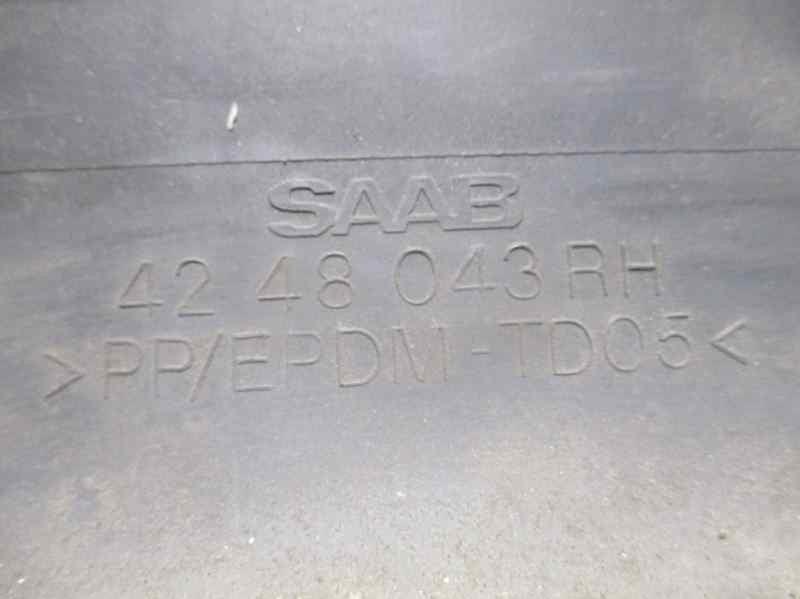 SAAB
42 48 043 RH
>PP/EPDM-TD05<